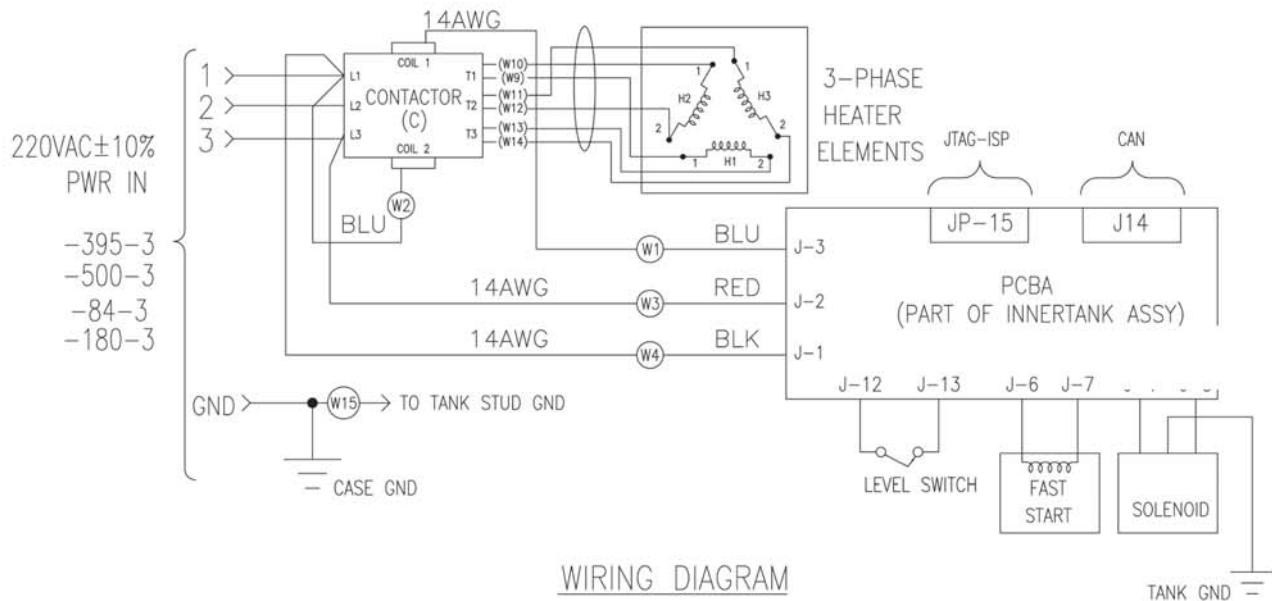 14AWG
COIL 1
L1
T1
(W10)
(W9)
(W11)
(W12)
(W13)
(W14)
1
2
3
L2
CONTACTOR
(C)
T2
L3
T3
COIL 2
220VAC±10%
PWR IN
-395-3
-500-3
-84-3
-180-3
BLU
W2
1
1
H2
H3
2
2
1
H1
2
3-PHASE
HEATER
ELEMENTS
JTAG-ISP
CAN
JP-15
J14
W1
BLU
J-3
14AWG
W3
RED
J-2
14AWG
W4
BLK
J-1
PCBA
(PART OF INNERTANK ASSY)
J-12
J-13
J-6
J-7
GND
W15
TO TANK STUD GND
CASE GND
LEVEL SWITCH
FAST
START
SOLENOID
TANK GND
WIRING DIAGRAM